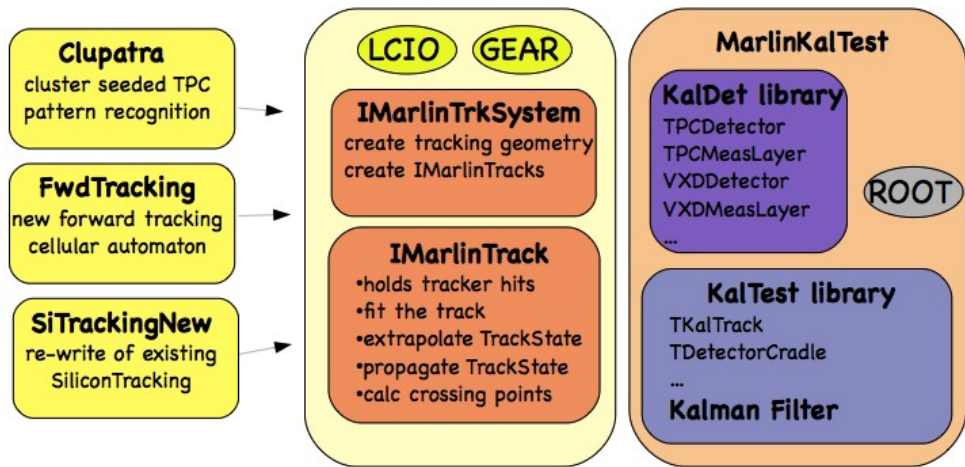 Clupatra
cluster seeded TPC
pattern recognition
FwdTracking
new forward tracking
cellular automaton
SiTrackingNew
re-write of existing
SiliconTracking
LCIO
GEAR
IMarlinTrkSystem
create tracking geometry
create IMarlinTracks
IMarlinTrack
•holds tracker hits
•fit the track
•extrapolate TrackState
•propagate TrackState
•calc crossing points
MarlinKalTest
KalDet library
TPCDetector
TPCMeasLayer
VXDDetector
VXDMeasLayer
...
ROOT
KalTest library
TKalTrack
TDetectorCradle
...
Kalman Filter